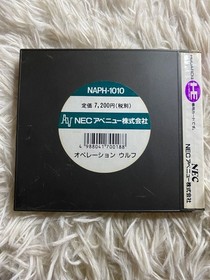 NAPH-1010
定価 7,200円(税別)
NECアベニュー株式会社
4988041700188
オペレーション ウルフ
HE
NEC
NECアベニュー株式会社